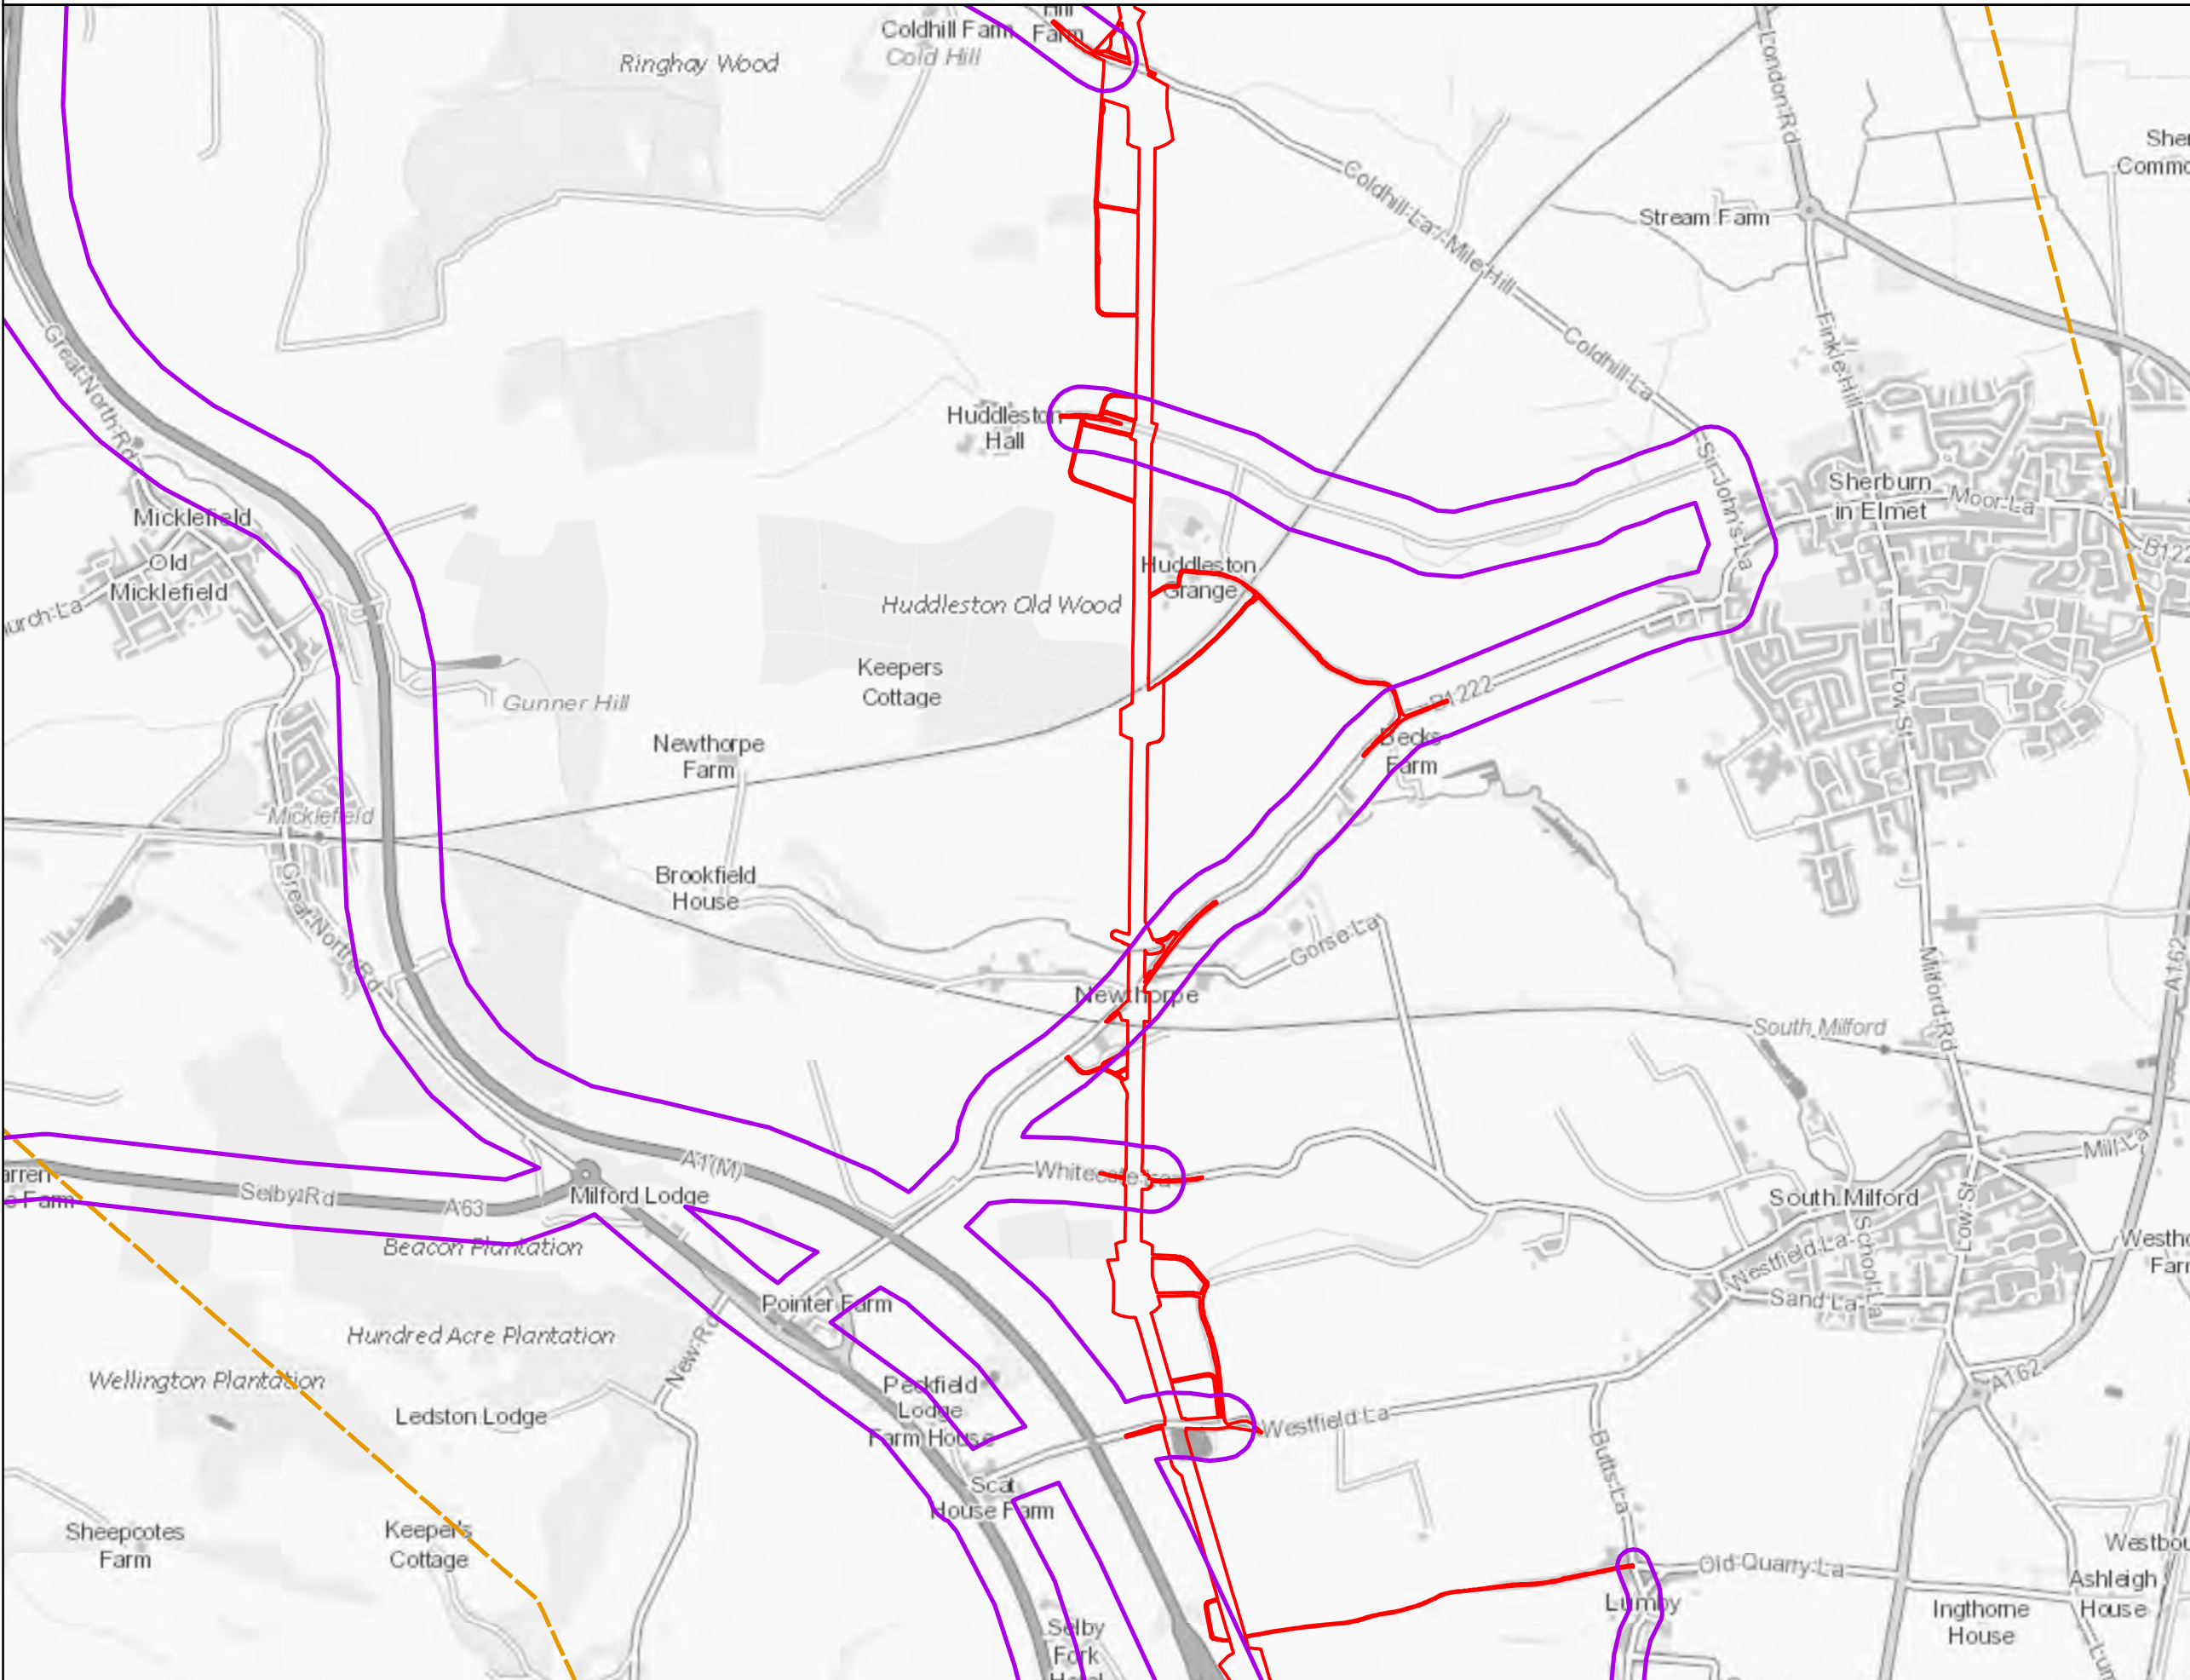 Hill
Coldhill Farm
Farm
Cold Hill
Ringhay Wood
London Rd
Coldhill La / Mile Hill
Stream Farm
Finkle Hill
Great North Rd
Coldhill La
Huddleston
Hall
Sir John's La
Sherburn
in Elmet
Moor La
B122
Micklefield
Old
Micklefield
Huddleston
Grange
Huddleston Old Wood
Keepers
Cottage
B1222
Gunner Hill
Low St
Newthorpe
Farm
Becks
Farm
Micklefield
Brookfield
House
Great North Rd
Gorse La
Newthorpe
Milford Rd
A162
South Milford
A1(M)
Whitecote La
Mill La
Selby Rd
A63
Milford Lodge
South Milford
Beacon Plantation
Low St
School La
Westfield La
Sand La
Pointer Farm
Hundred Acre Plantation
New Rd
Wellington Plantation
Ledston Lodge
Peckfield
Lodge
Farm House
A162
Westfield La
Butts La
Scat
House Farm
Sheepcotes
Farm
Keeper's
Cottage
Old Quarry La
Lumby
Ashleigh
House
Ingthorne
House
Selby
Fork
Hotel